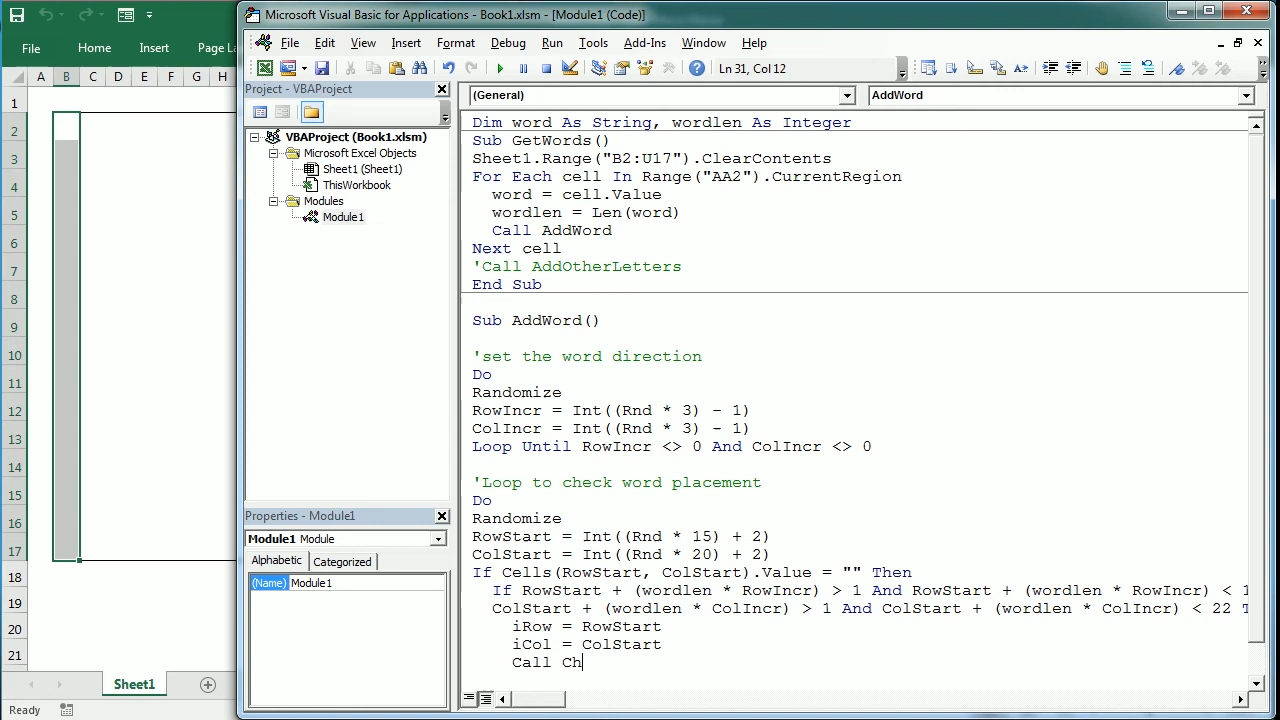 Microsoft Visual Basic for Applications - Book1.xlsm - [Module1 (Code)]
File Home Insert Page La
File Edit View Insert Format Debug Run Tools Add-Ins Window Help
Ln 31, Col 12
A B C D E F G H
1
2
3
4
5
6
7
8
9
10
11
12
13
14
15
16
17
18
19
20
21
Sheet1
Ready
Project - VBAProject
VBAProject (Book1.xlsm)
Microsoft Excel Objects
Sheet1 (Sheet1)
ThisWorkbook
Modules
Module1
Properties - Module1
Module1 Module
Alphabetic Categorized
(Name) Module1
(General) AddWord
Dim word As String, wordlen As Integer
Sub GetWords()
Sheet1.Range("B2:U17").ClearContents
For Each cell In Range("AA2").CurrentRegion
word = cell.Value
wordlen = Len(word)
Call AddWord
Next cell
'Call AddOtherLetters
End Sub
Sub AddWord()
'set the word direction
Do
Randomize
RowIncr = Int((Rnd * 3) - 1)
ColIncr = Int((Rnd * 3) - 1)
Loop Until RowIncr <> 0 And ColIncr <> 0
'Loop to check word placement
Do
Randomize
RowStart = Int((Rnd * 15) + 2)
ColStart = Int((Rnd * 20) + 2)
If Cells(RowStart, ColStart).Value = "" Then
If RowStart + (wordlen * RowIncr) > 1 And RowStart + (wordlen * RowIncr) < 1
ColStart + (wordlen * ColIncr) > 1 And ColStart + (wordlen * ColIncr) < 22 T
iRow = RowStart
iCol = ColStart
Call Ch